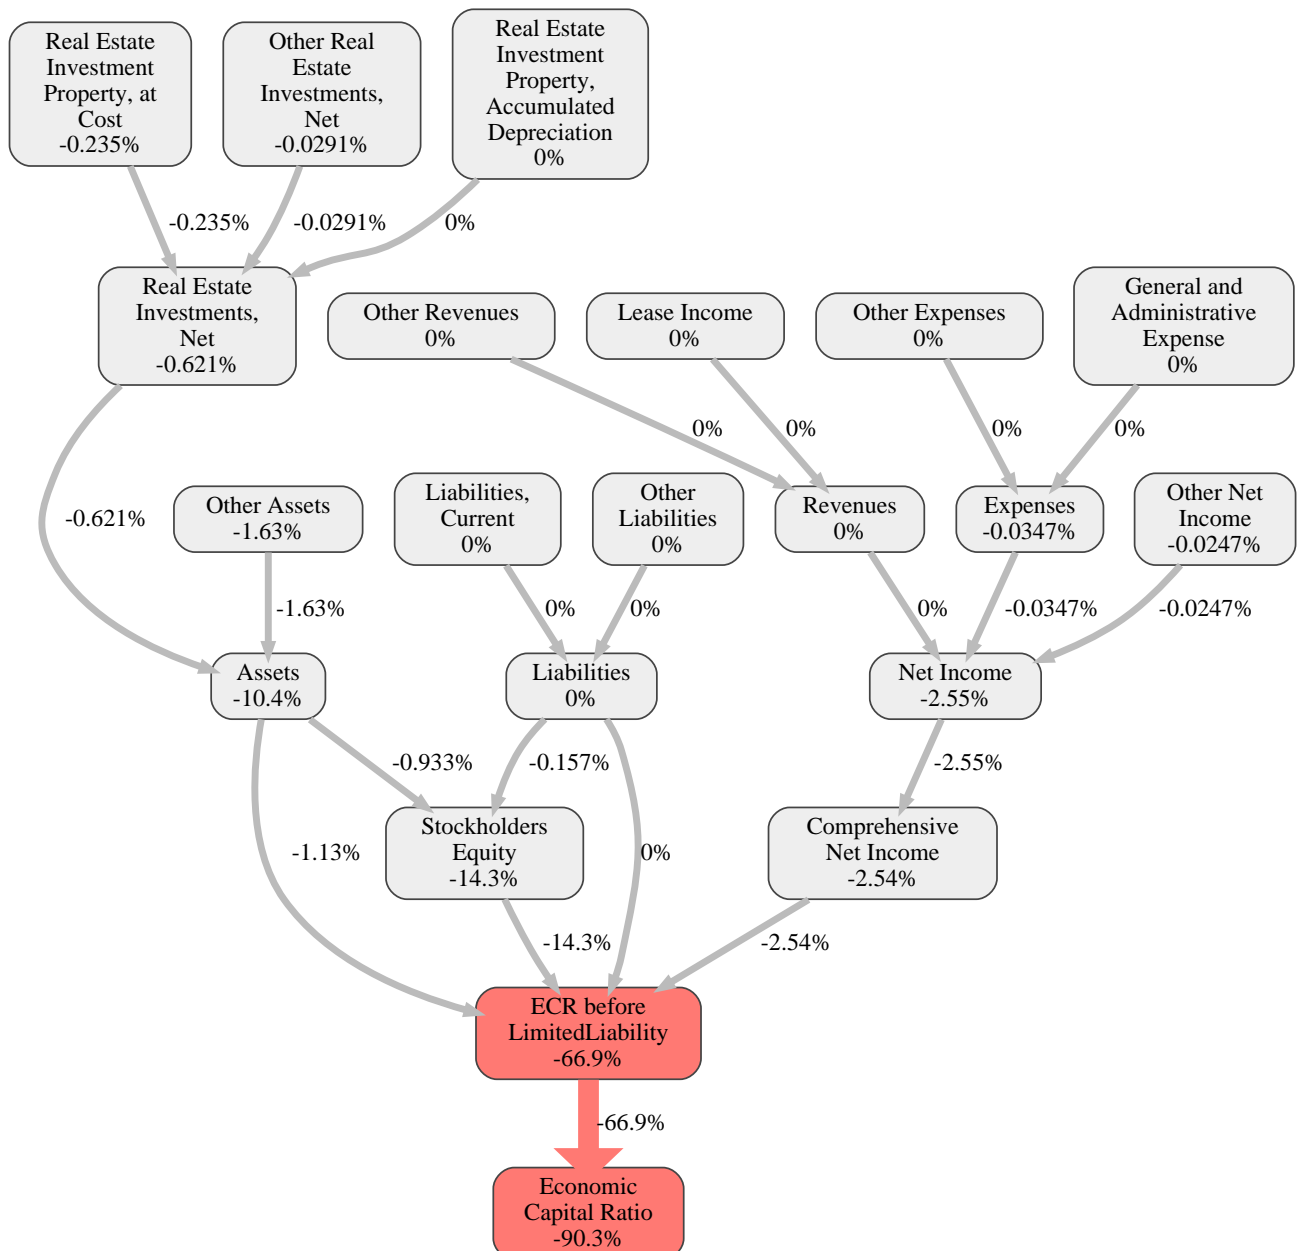 Real Estate
Investment
Property, at
Cost
-0.235%
Other Real
Estate
Investments,
Net
-0.0291%
Real Estate
Investment
Property,
Accumulated
Depreciation
0%
-0.235%
-0.0291%
0%
Real Estate
Investments,
Net
-0.621%
Other Revenues
0%
Lease Income
0%
Other Expenses
0%
General and
Administrative
Expense
0%
0%
0%
0%
0%
-0.621%
Other Assets
-1.63%
Liabilities,
Current
0%
Other
Liabilities
0%
Revenues
0%
Expenses
-0.0347%
Other Net
Income
-0.0247%
-1.63%
0%
0%
0%
-0.0347%
-0.0247%
Assets
-10.4%
Liabilities
0%
Net Income
-2.55%
-0.933%
-0.157%
-2.55%
-1.13%
Stockholders
Equity
-14.3%
0%
Comprehensive
Net Income
-2.54%
-14.3%
-2.54%
ECR before
LimitedLiability
-66.9%
-66.9%
Economic
Capital Ratio
-90.3%